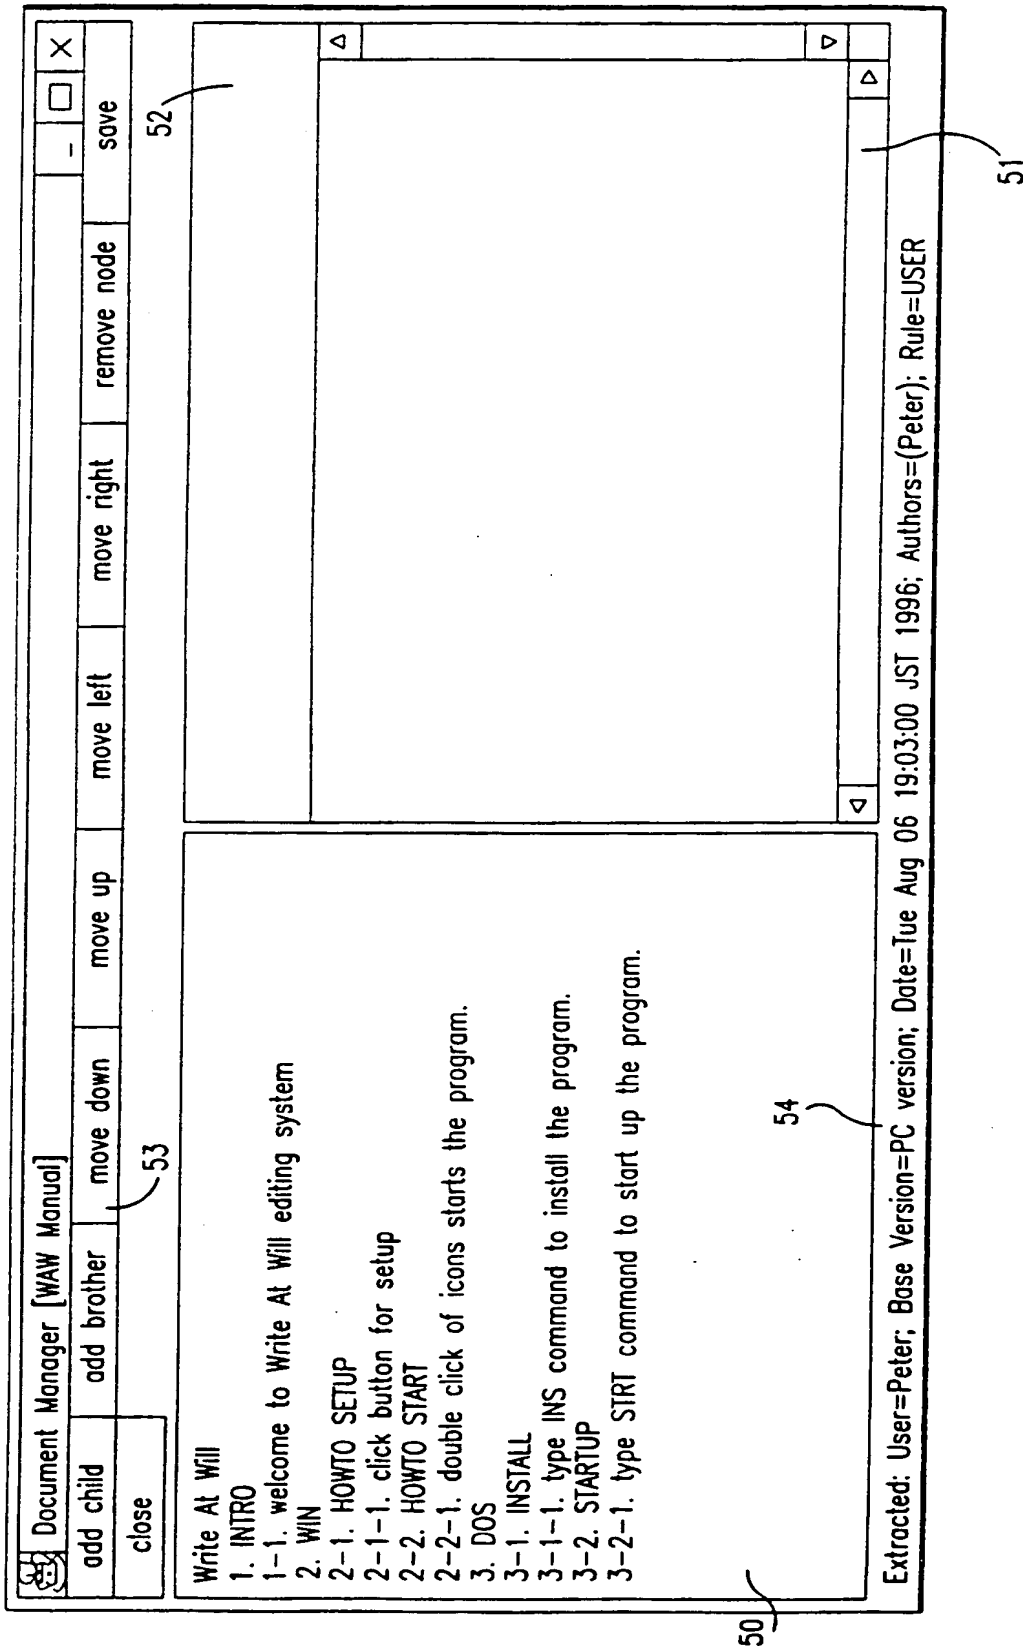 Document Manager [WAW Manual]
_ □ X
add child add brother move down move up move left move right remove node save
close
53
52
Write At Will
1. INTRO
1-1. welcome to Write At Will editing system
2. WIN
2-1. HOWTO SETUP
2-1-1. click button for setup
2-2. HOWTO START
2-2-1. double click of icons starts the program.
3. DOS
3-1. INSTALL
3-1-1. type INS command to install the program.
3-2. STARTUP
3-2-1. type STRT command to start up the program.
50
54
51
Extracted: User=Peter; Base Version=PC version; Date=Tue Aug 06 19:03:00 JST 1996; Authors=(Peter); Rule=USER